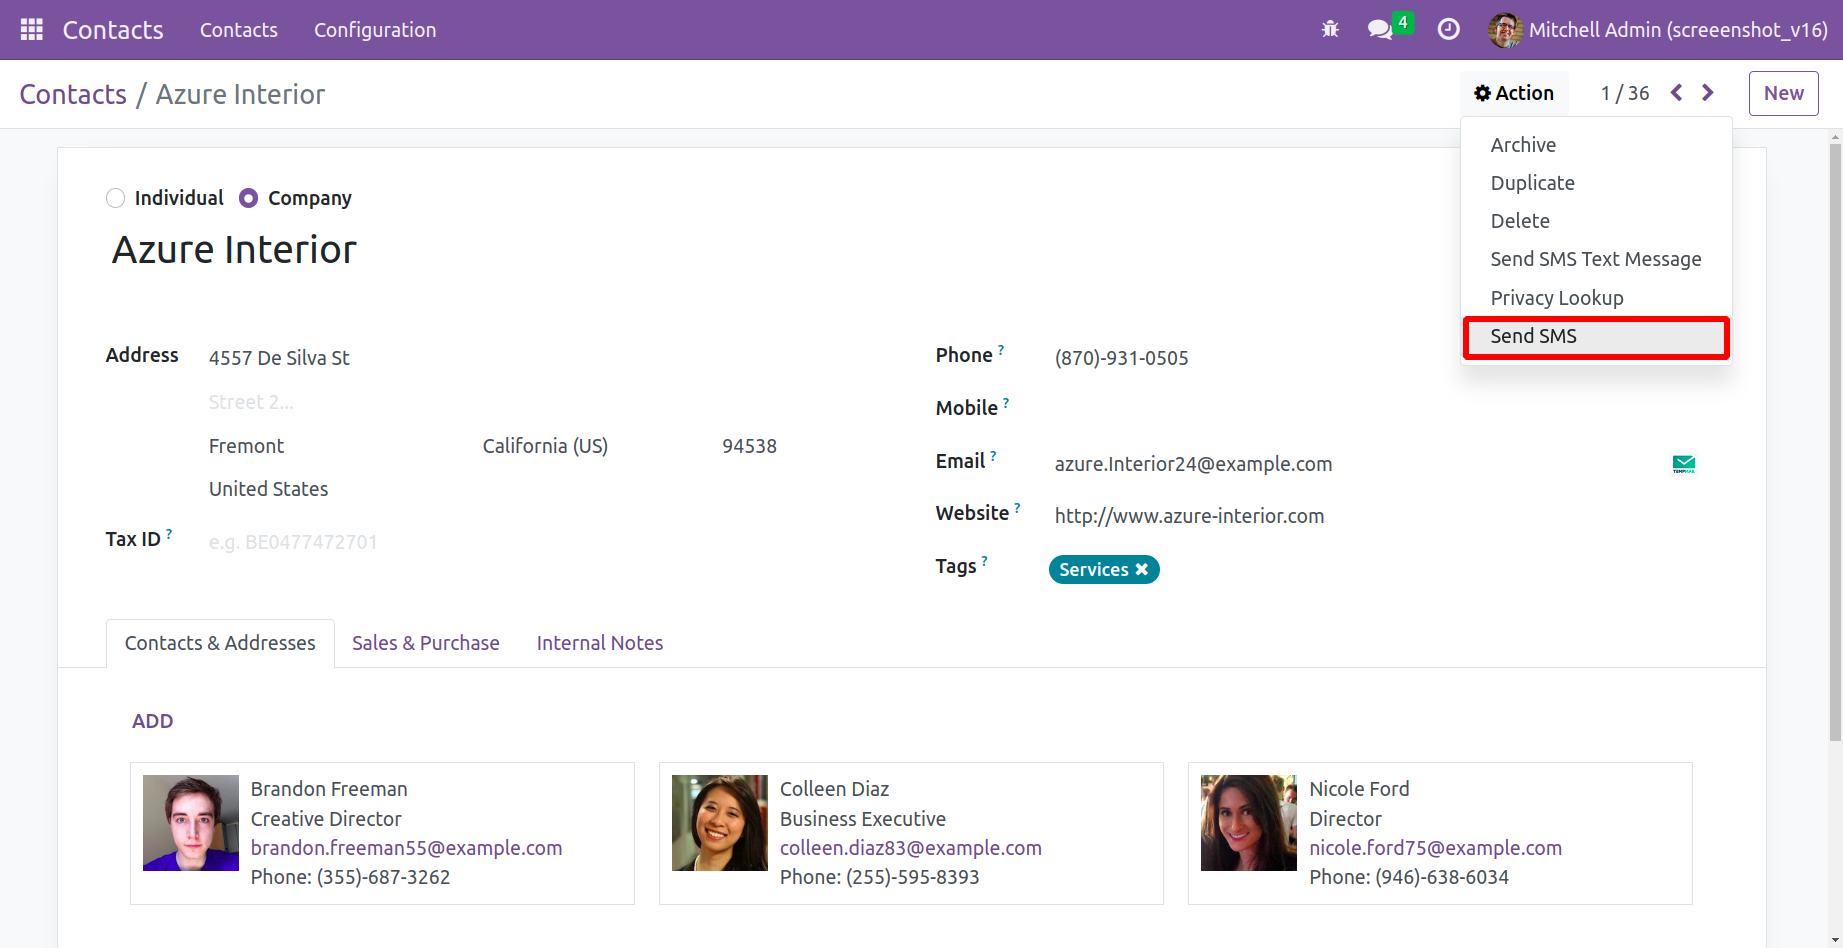 Contacts Contacts Configuration 4 Mitchell Admin (screeenshot_v16)
Contacts / Azure Interior Action 1 / 36 New
Archive
Duplicate
Delete
Send SMS Text Message
Privacy Lookup
Send SMS
Individual Company
Azure Interior
Address 4557 De Silva St
Street 2...
Fremont California (US) 94538
United States
Tax ID ? e.g. BE0477472701
Phone ? (870)-931-0505
Mobile ?
Email ? azure.Interior24@example.com
Website ? http://www.azure-interior.com
Tags ? Services
Contacts & Addresses Sales & Purchase Internal Notes
ADD
Brandon Freeman
Creative Director
brandon.freeman55@example.com
Phone: (355)-687-3262
Colleen Diaz
Business Executive
colleen.diaz83@example.com
Phone: (255)-595-8393
Nicole Ford
Director
nicole.ford75@example.com
Phone: (946)-638-6034